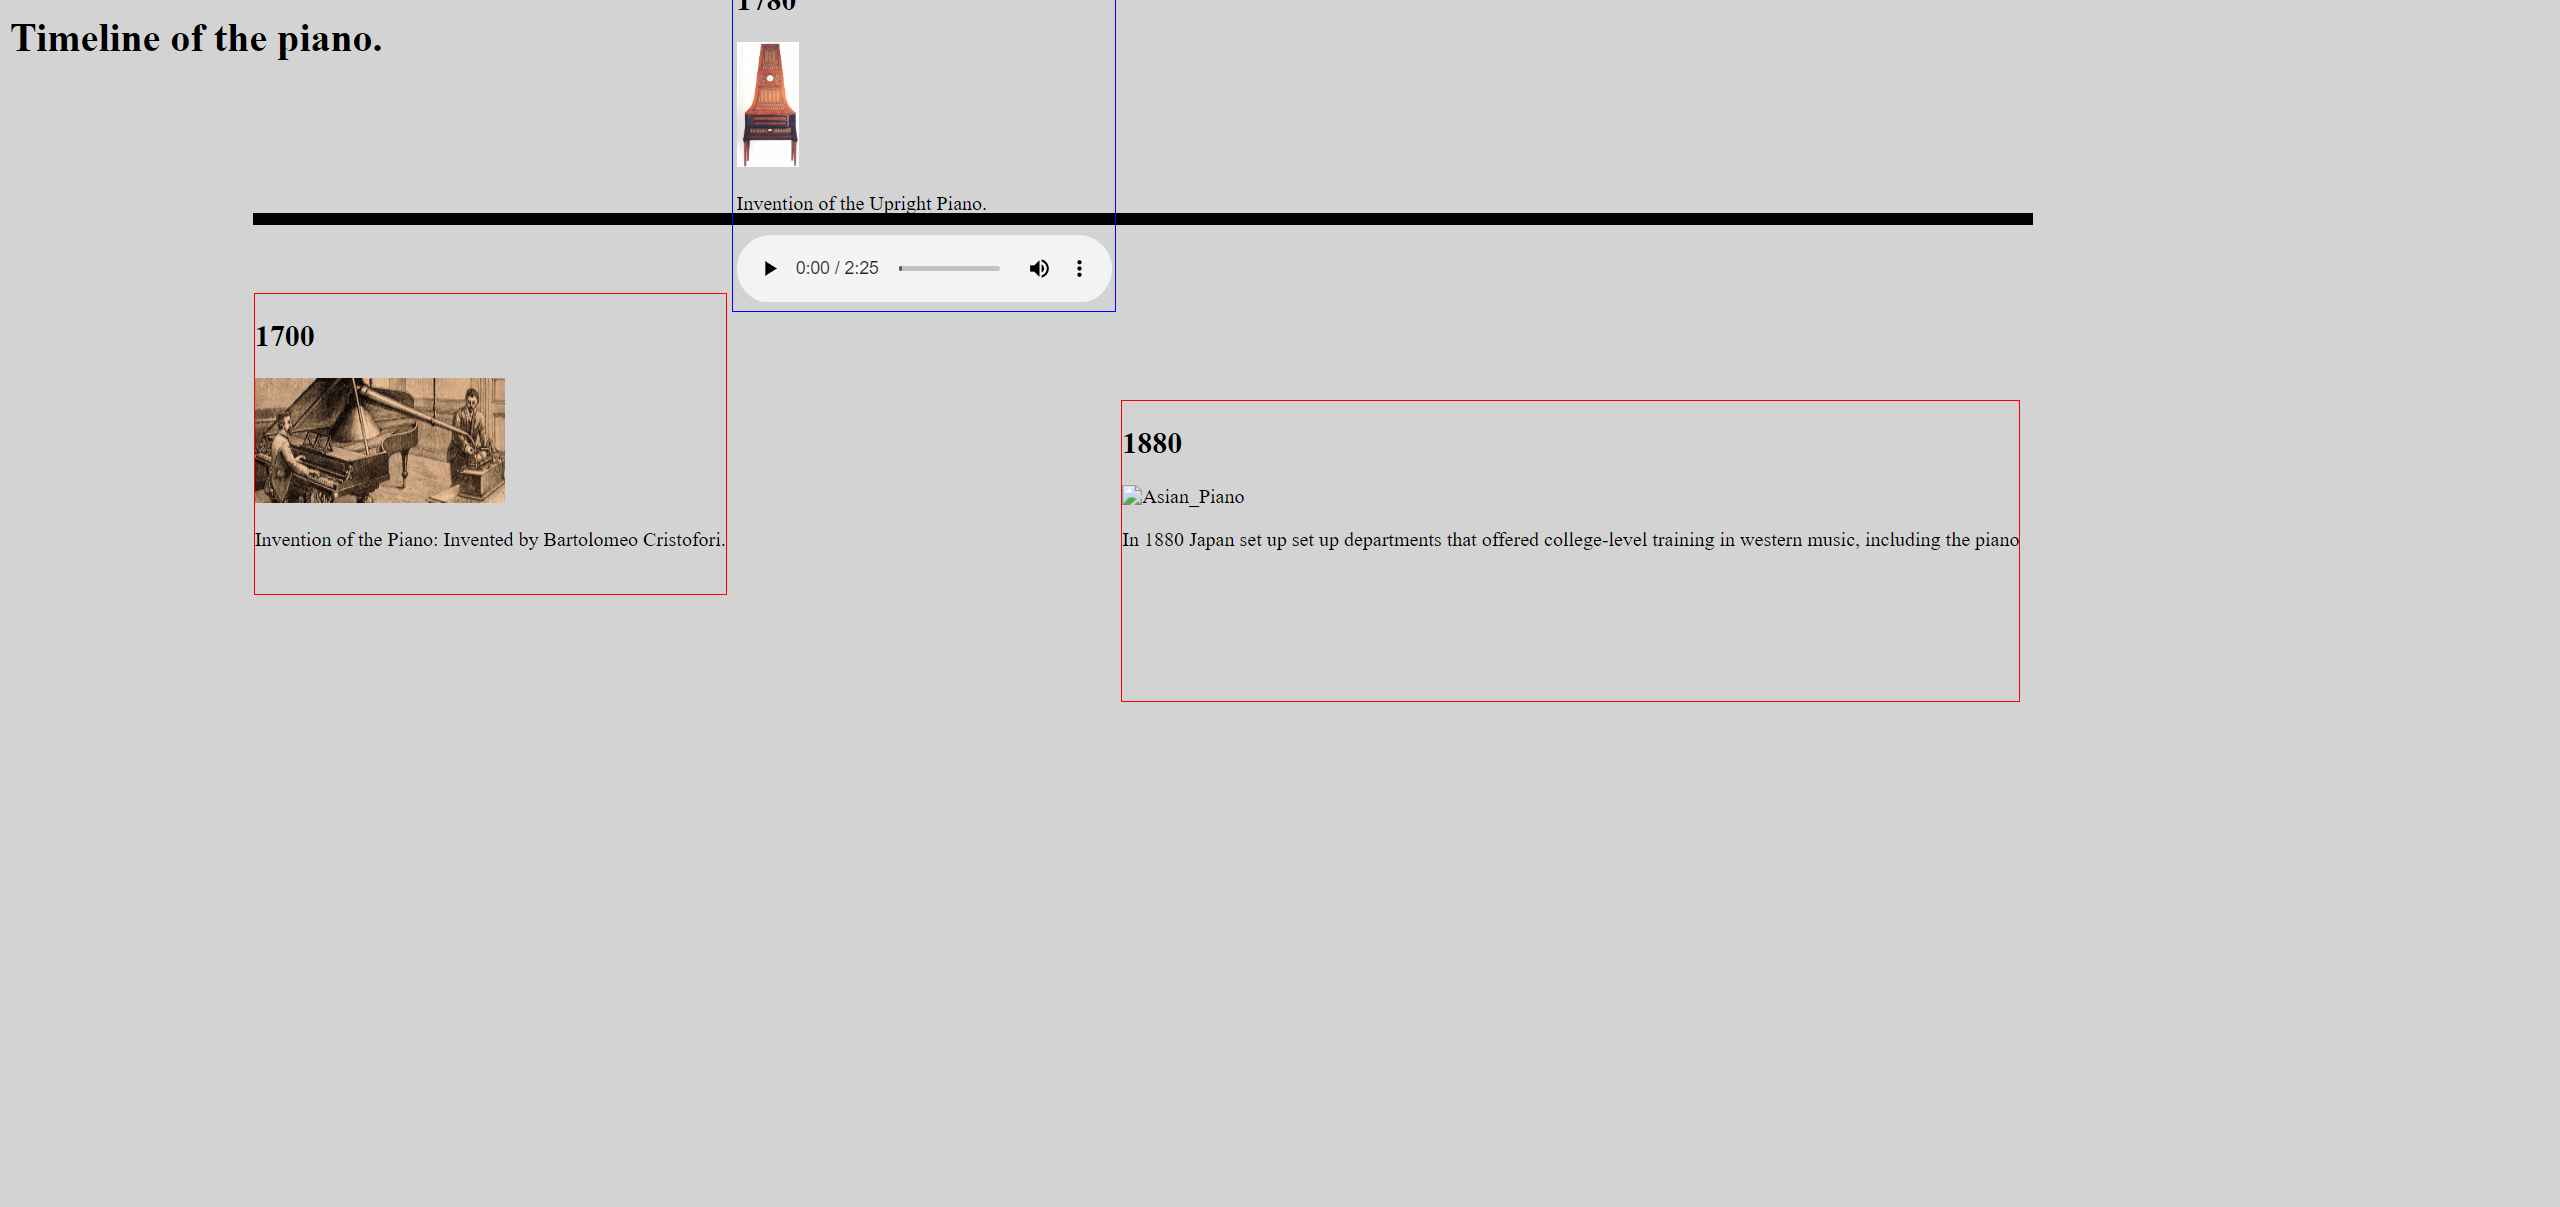 Timeline of the piano.
1780
Invention of the Upright Piano.
0:00 / 2:25
1700
Invention of the Piano: Invented by Bartolomeo Cristofori.
1880
Asian_Piano
In 1880 Japan set up set up departments that offered college-level training in western music, including the piano